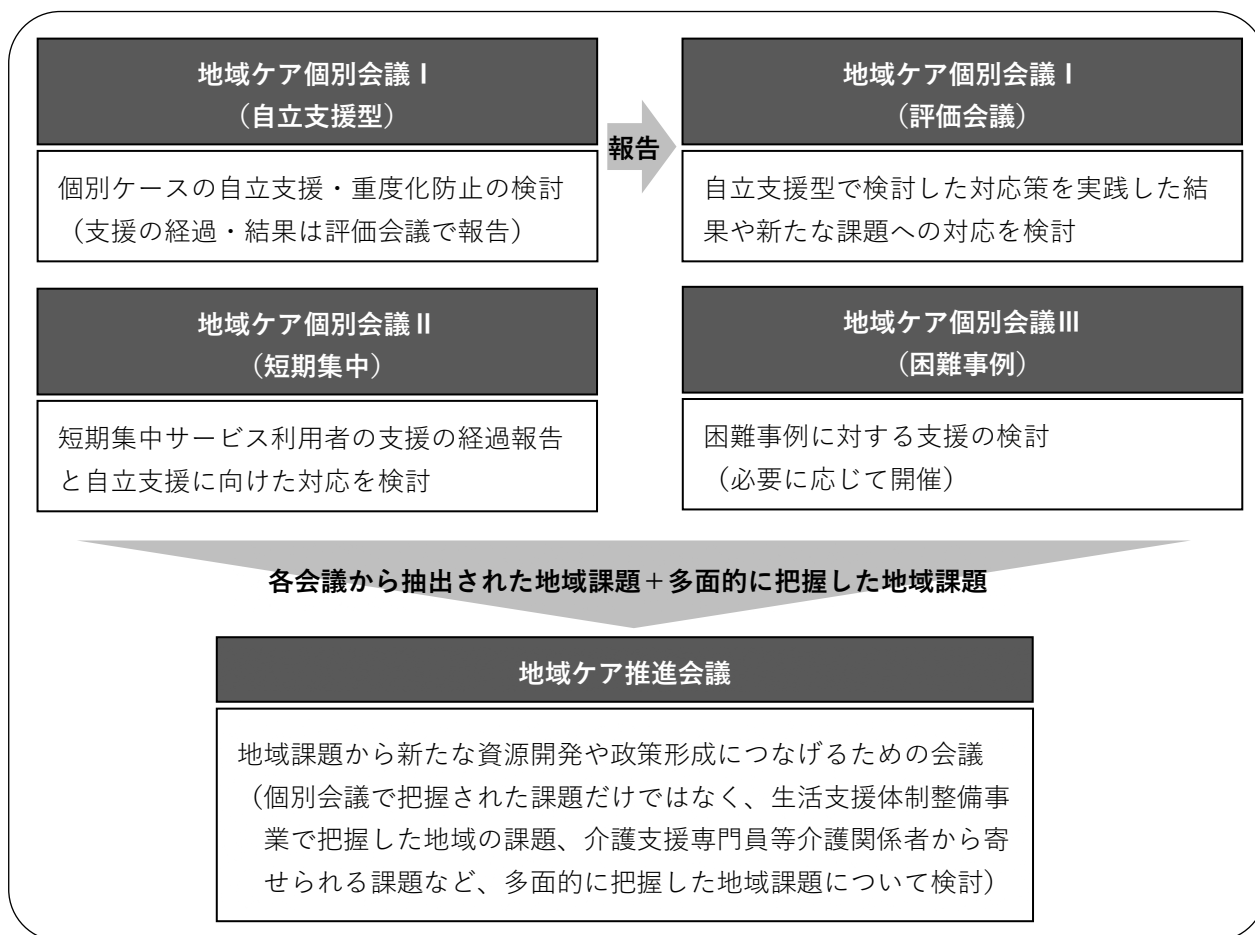 地域ケア個別会議Ⅰ
（自立支援型）
個別ケースの自立支援・重度化防止の検討
（支援の経過・結果は評価会議で報告）
報告
地域ケア個別会議Ⅰ
（評価会議）
自立支援型で検討した対応策を実践した結
果や新たな課題への対応を検討
地域ケア個別会議Ⅱ
（短期集中）
短期集中サービス利用者の支援の経過報告
と自立支援に向けた対応を検討
地域ケア個別会議Ⅲ
（困難事例）
困難事例に対する支援の検討
（必要に応じて開催）
各会議から抽出された地域課題＋多面的に把握した地域課題
地域ケア推進会議
地域課題から新たな資源開発や政策形成につなげるための会議
（個別会議で把握された課題だけではなく、生活支援体制整備事
業で把握した地域の課題、介護支援専門員等介護関係者から寄
せられる課題など、多面的に把握した地域課題について検討）